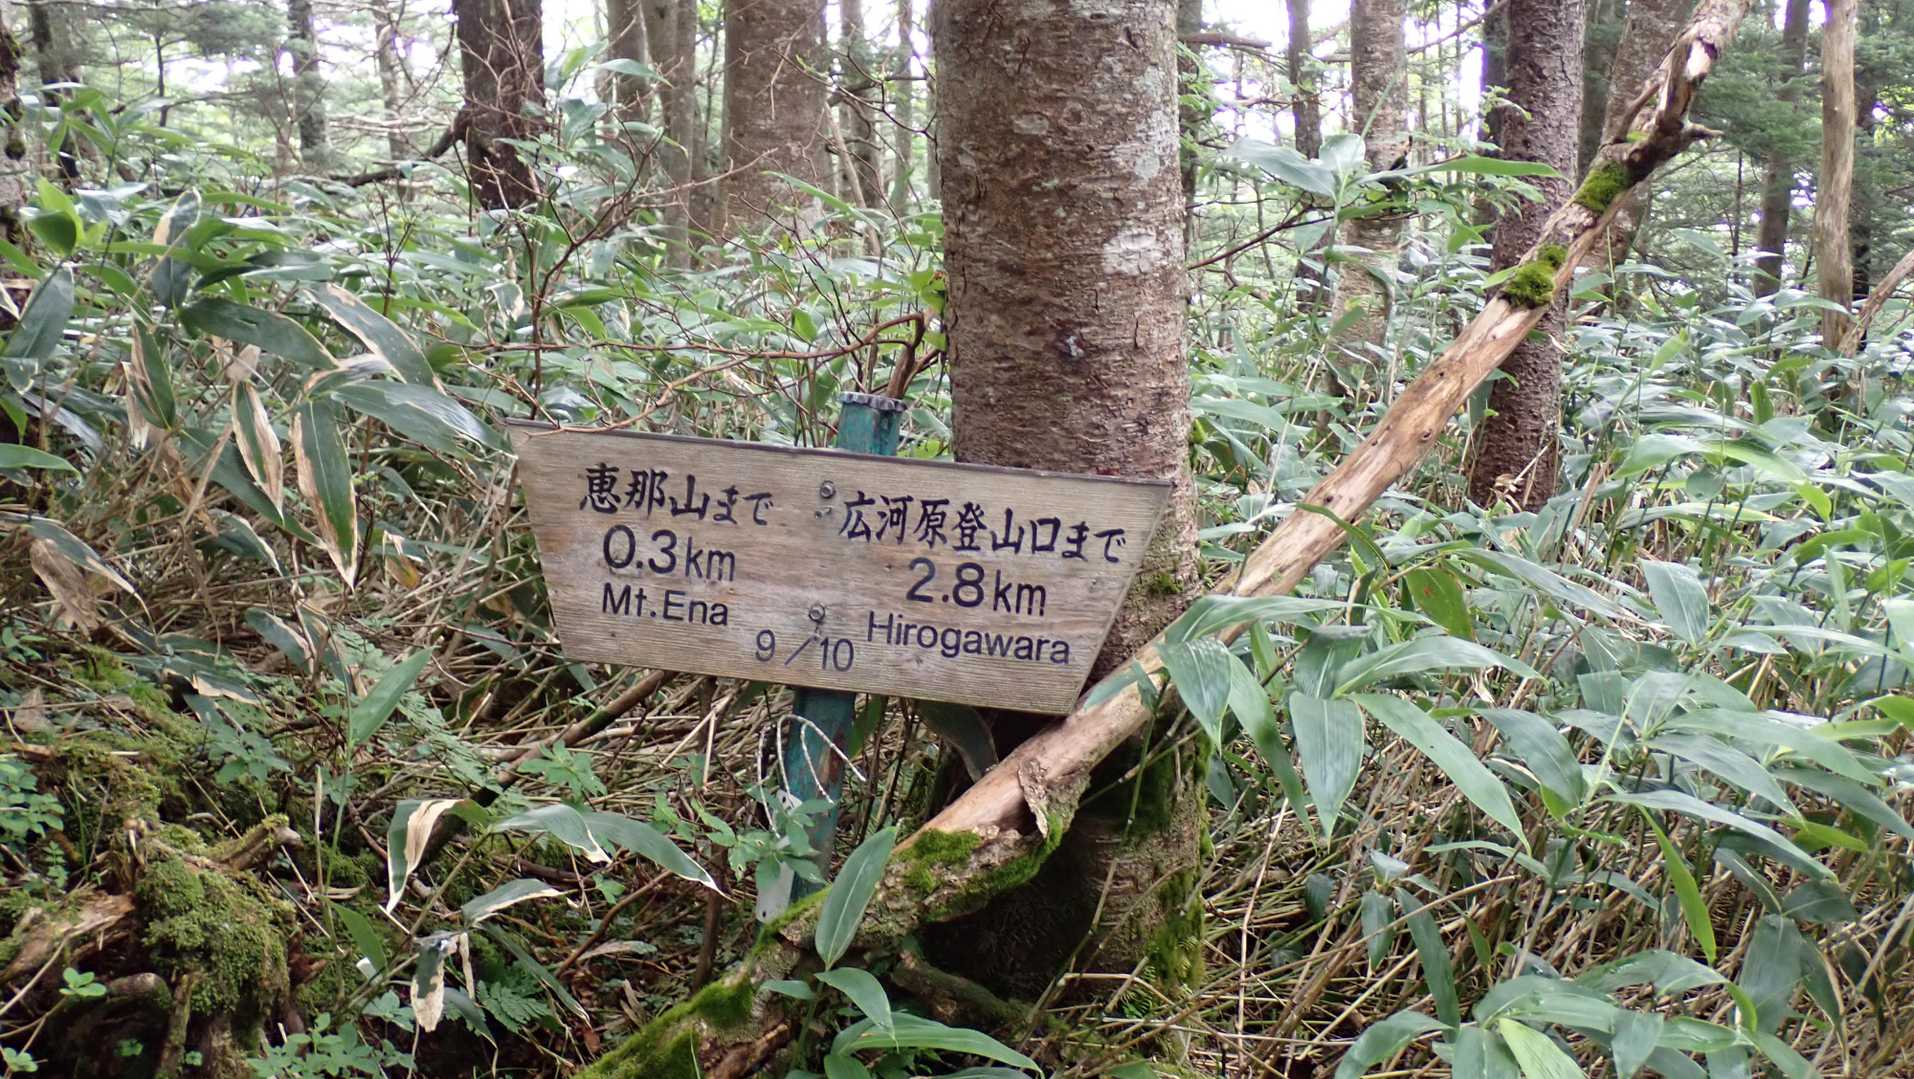 恵那山まで
0.3km
Mt.Ena
広河原登山口まで
2.8km
Hirogawara
9/10